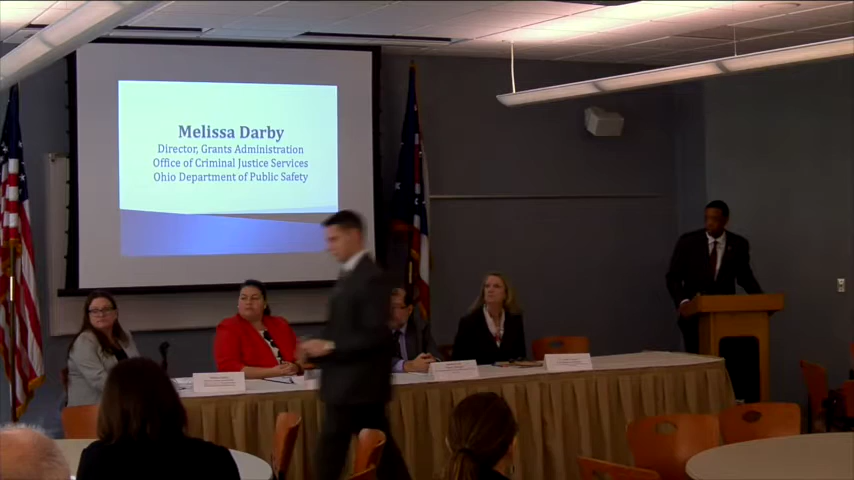 Melissa Darby
Director, Grants Administration
Office of Criminal Justice Services
Ohio Department of Public Safety